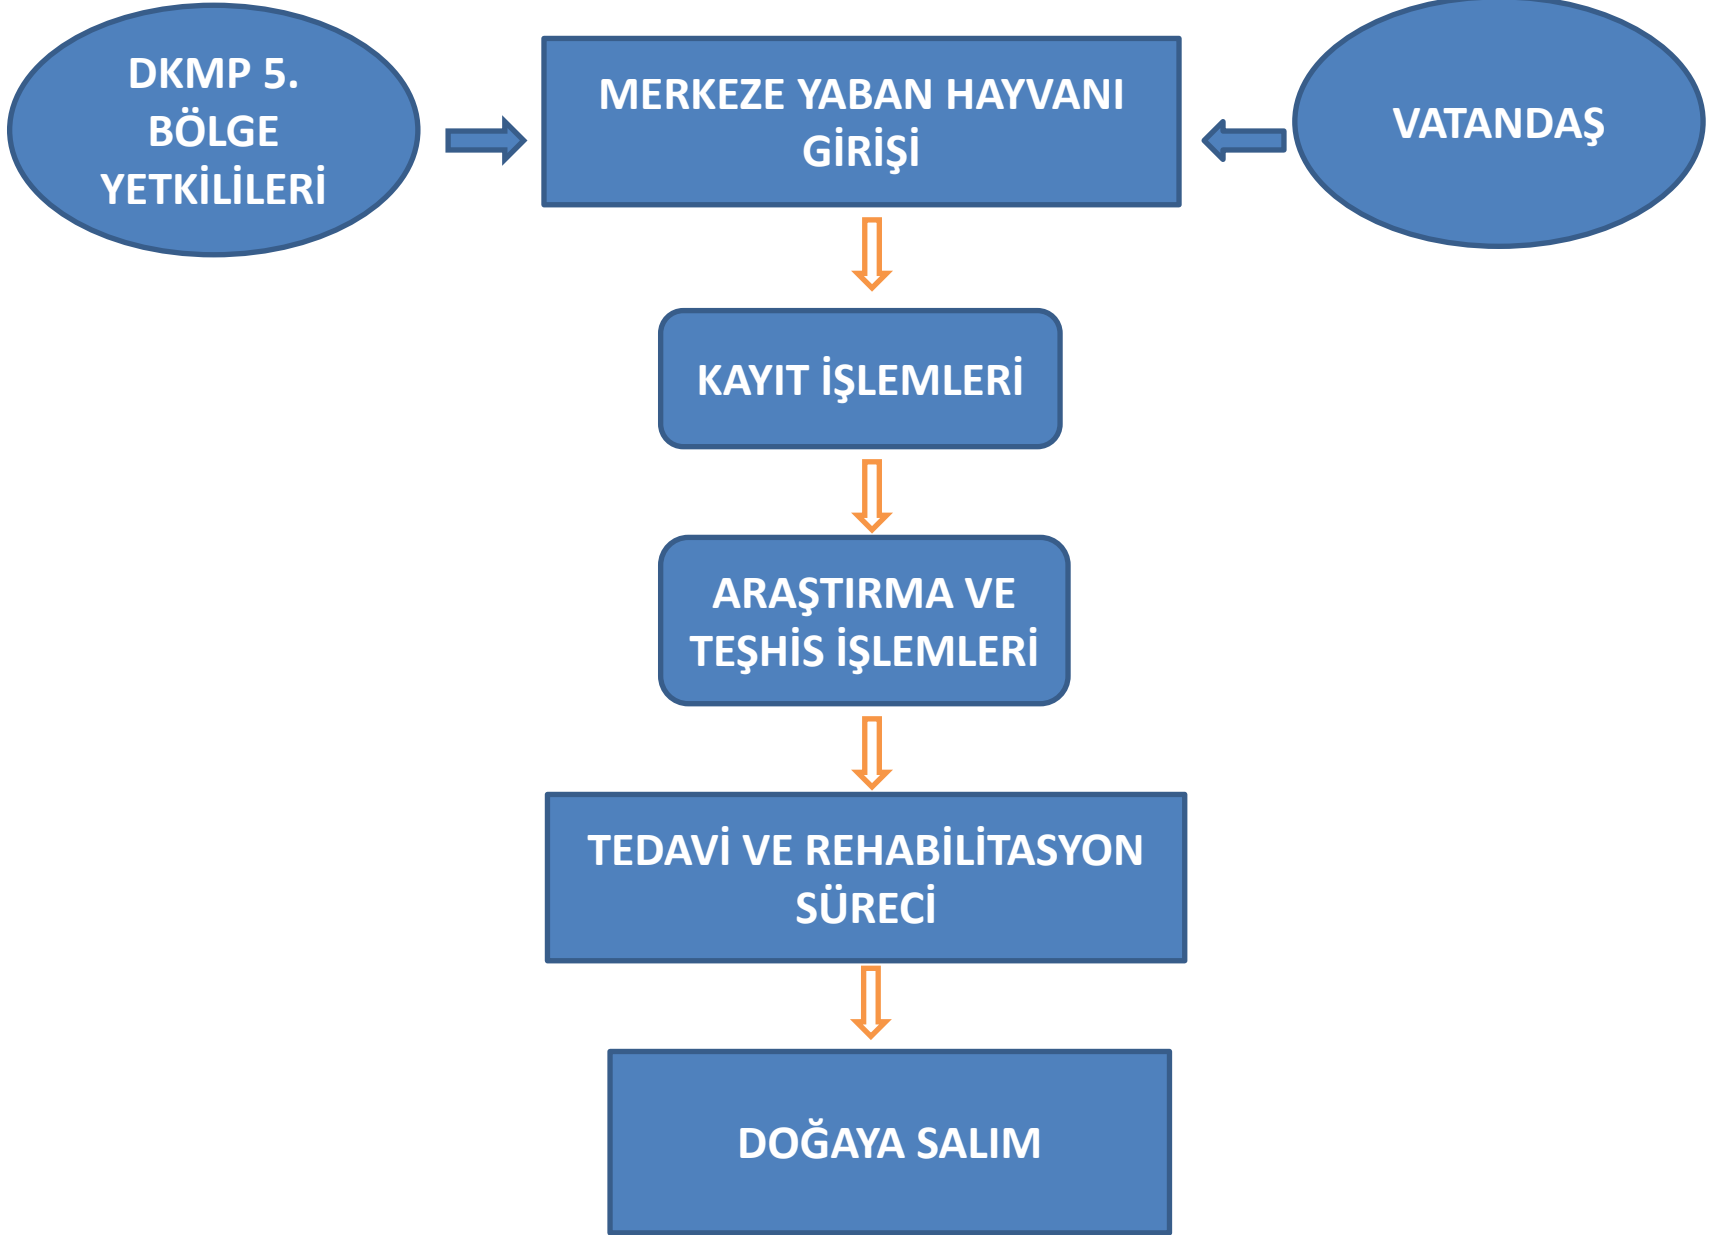 DKMP 5.
BÖLGE
YETKİLİLERİ
MERKEZE YABAN HAYVANI
GİRİŞİ
VATANDAŞ
KAYIT İŞLEMLERİ
ARAŞTIRMA VE
TEŞHİS İŞLEMLERİ
TEDAVİ VE REHABİLİTASYON
SÜRECİ
DOĞAYA SALIM